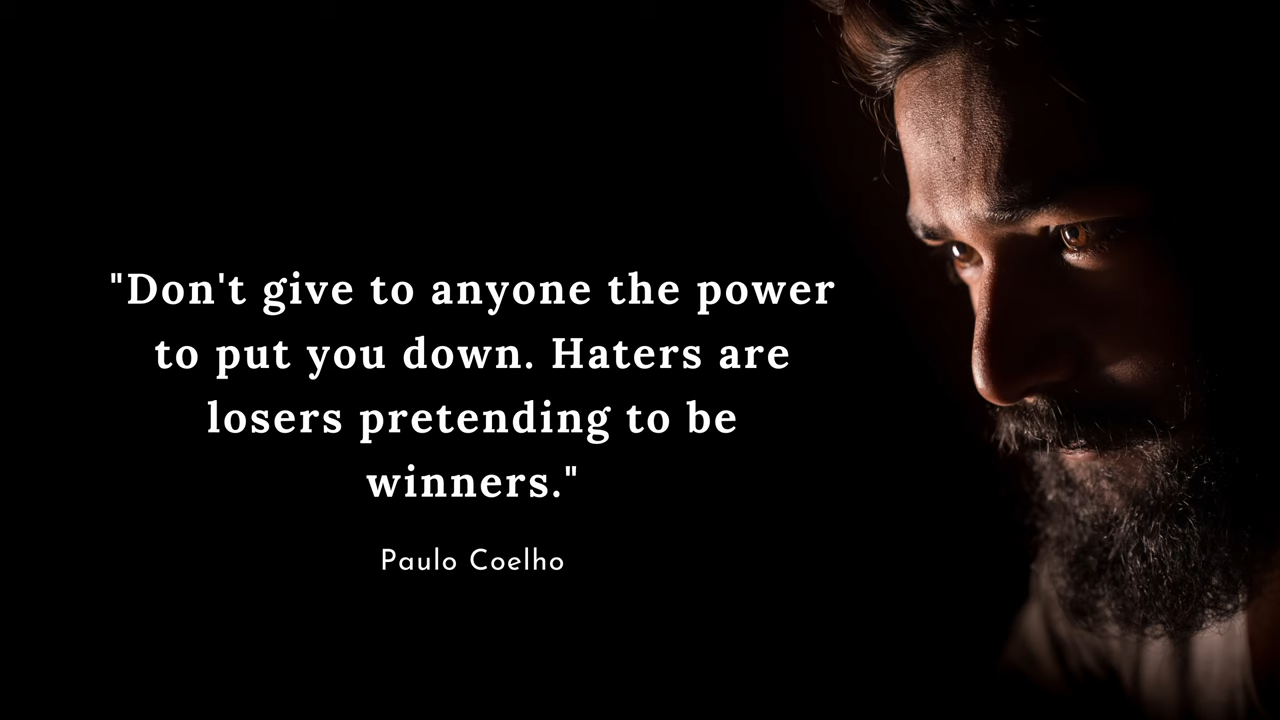 "Don't give to anyone the power
to put you down. Haters are
losers pretending to be
winners."
Paulo Coelho